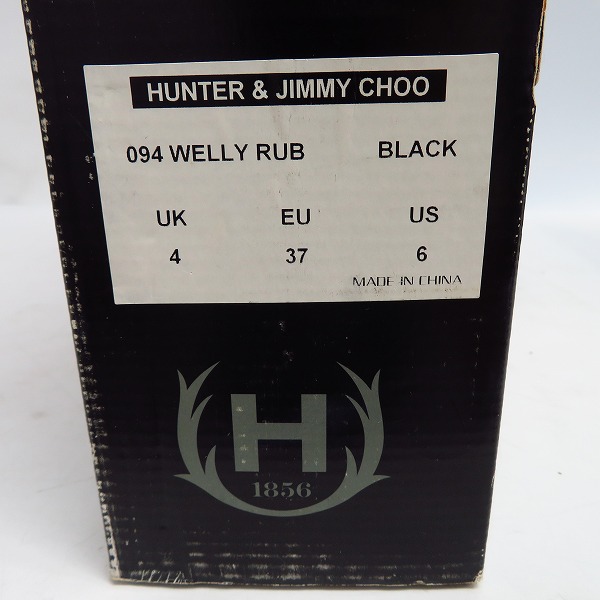 HUNTER & JIMMY CHOO
094 WELLY RUB BLACK
UK EU US
4 37 6
MADE IN CHINA
H
1856